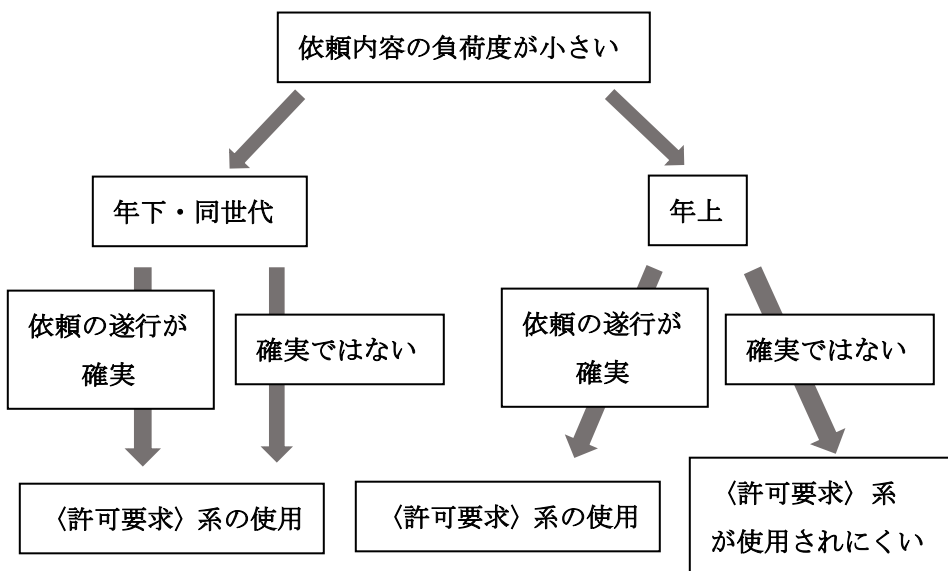 依頼内容の負荷度が小さい
年下・同世代
年上
依頼の遂行が
確実
確実ではない
依頼の遂行が
確実
確実ではない
〈許可要求〉系の使用
〈許可要求〉系の使用
〈許可要求〉系
が使用されにくい